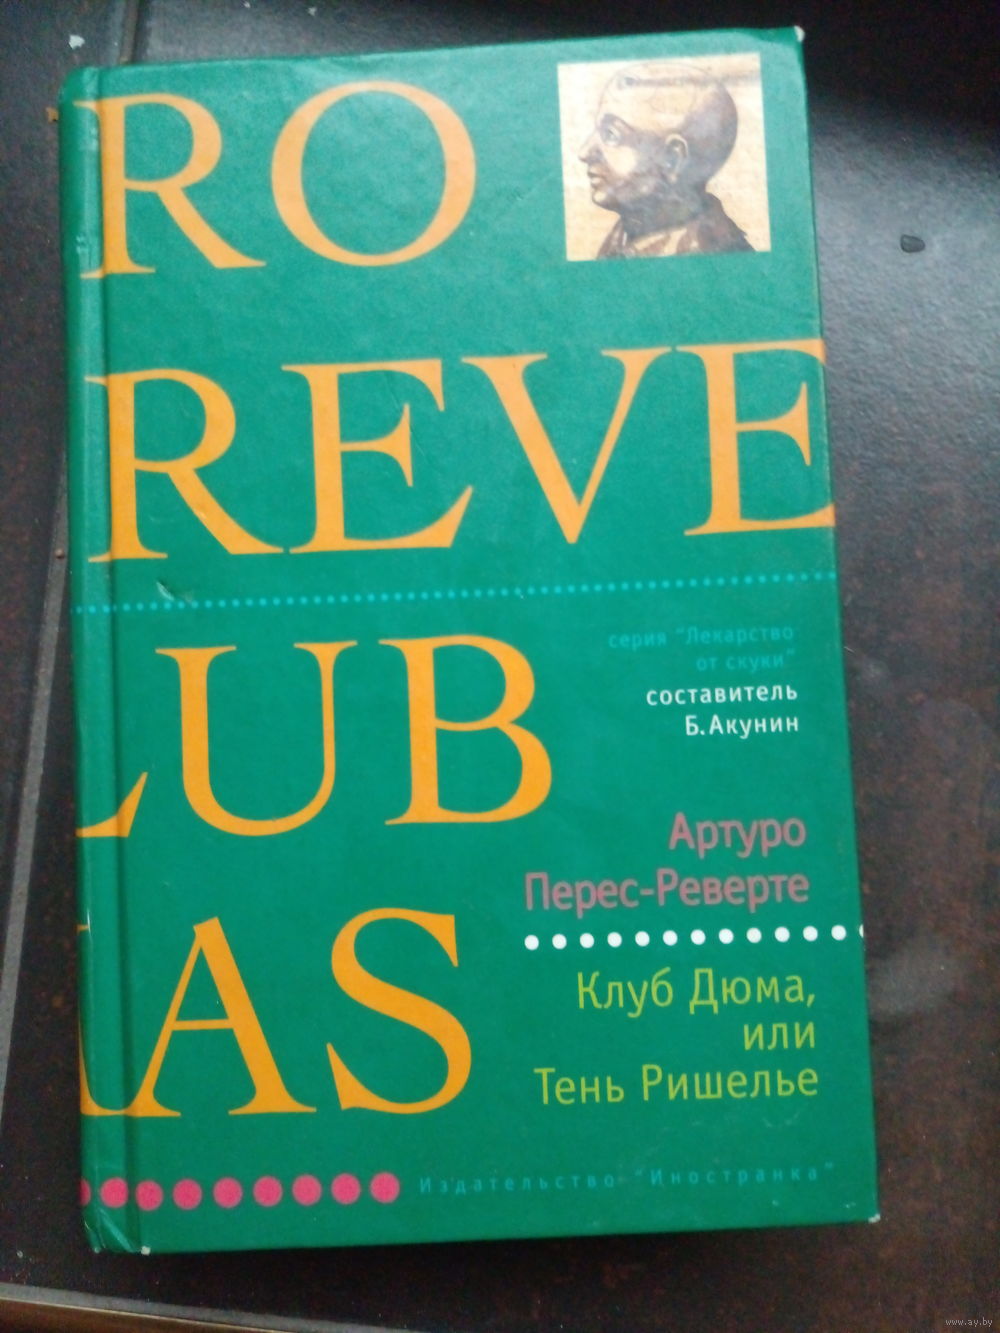 RO
REVE
LUB
AS
серия "Лекарство
от скуки"
составитель
Б.Акунин
Артуро
Перес-Реверте
Клуб Дюма,
или
Тень Ришелье
Издательство "Иностранка"
www.ay.by